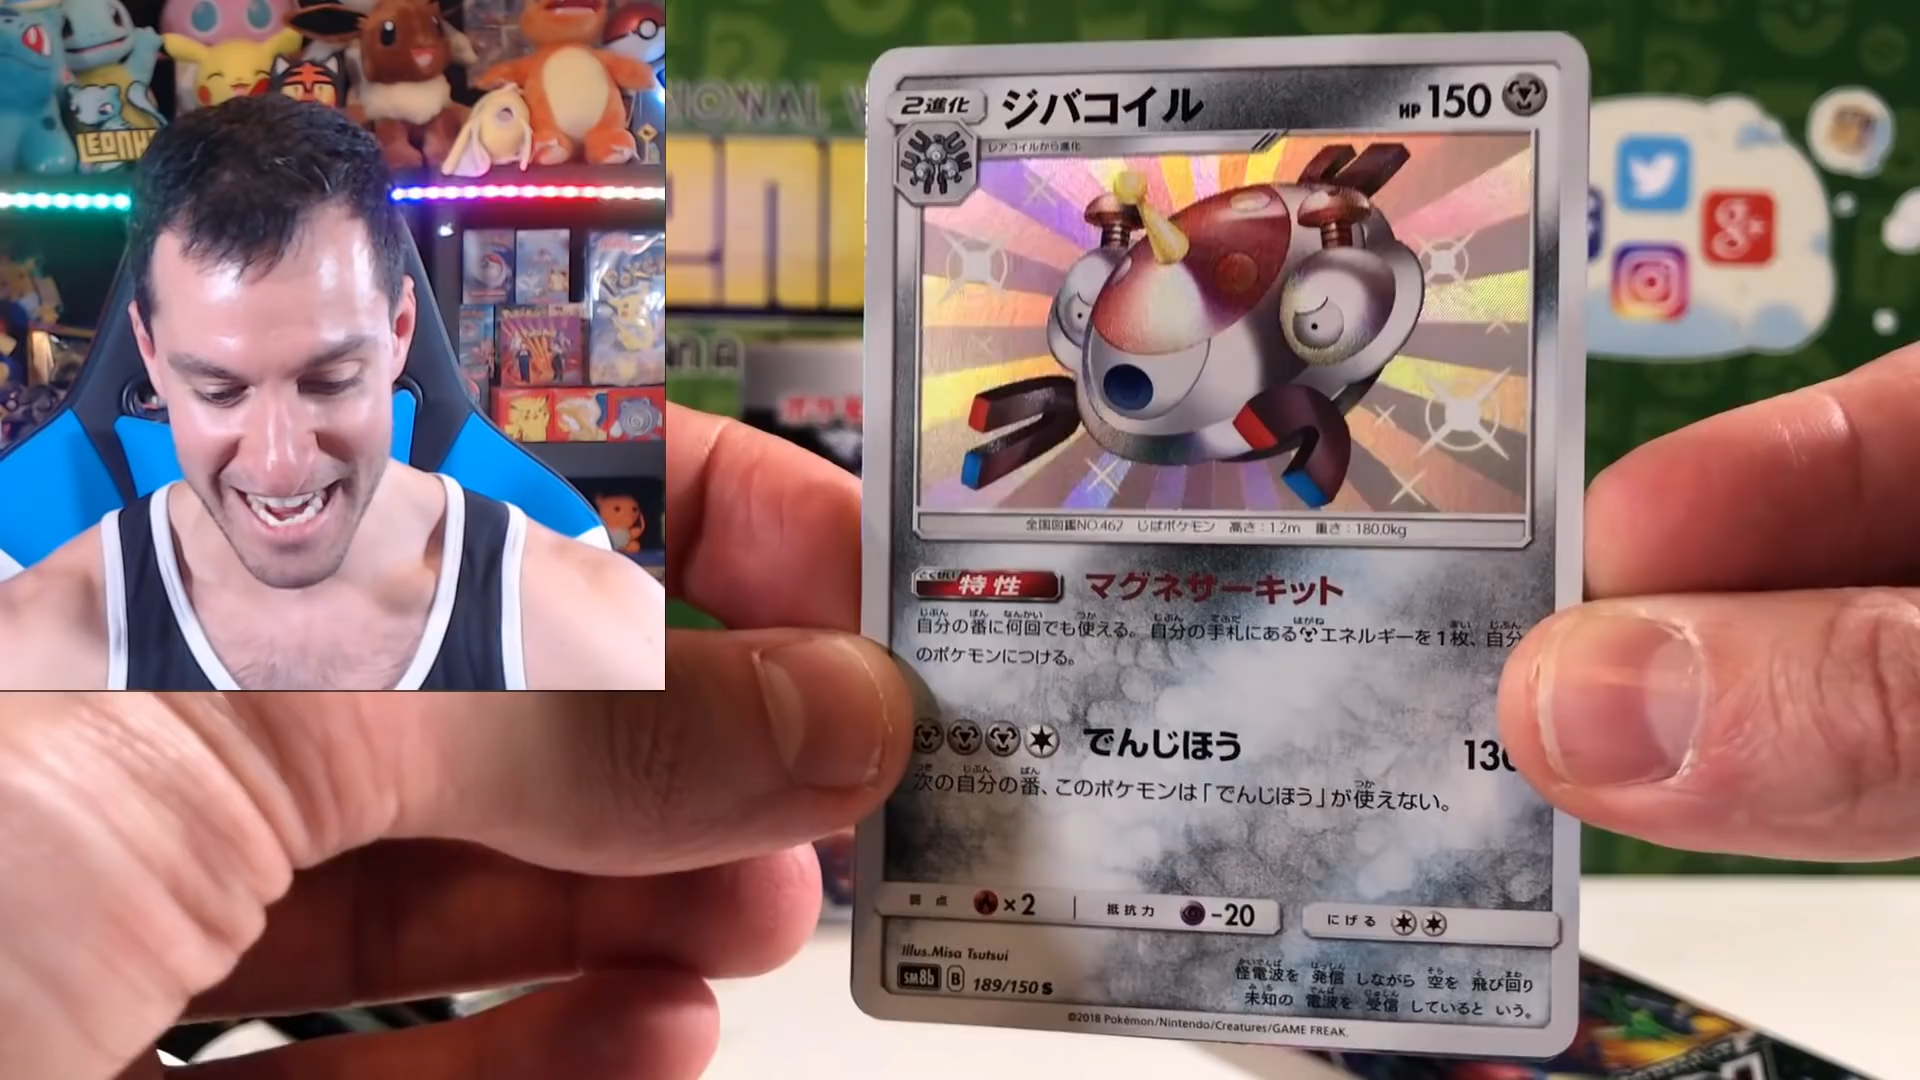 LEONH
2進化
ジバコイル
HP 150
レアコイルから進化
全国図鑑NO.462 じばポケモン 高さ:1.2m 重さ:180.0kg
特性 マグネサーキット
自分の番に何回でも使える。自分の手札にあるエネルギーを1枚、自分
のポケモンにつける。
でんじほう 130
次の自分の番、このポケモンは「でんじほう」が使えない。
弱点 ×2 抵抗力 -20 にげる
Illus.Misa Tsutsui
SM8b B 189/150 S
怪電波を 発信 しながら 空を 飛び回り
未知の 電波を 受信 していると いう。
©2018 Pokémon/Nintendo/Creatures/GAME FREAK.